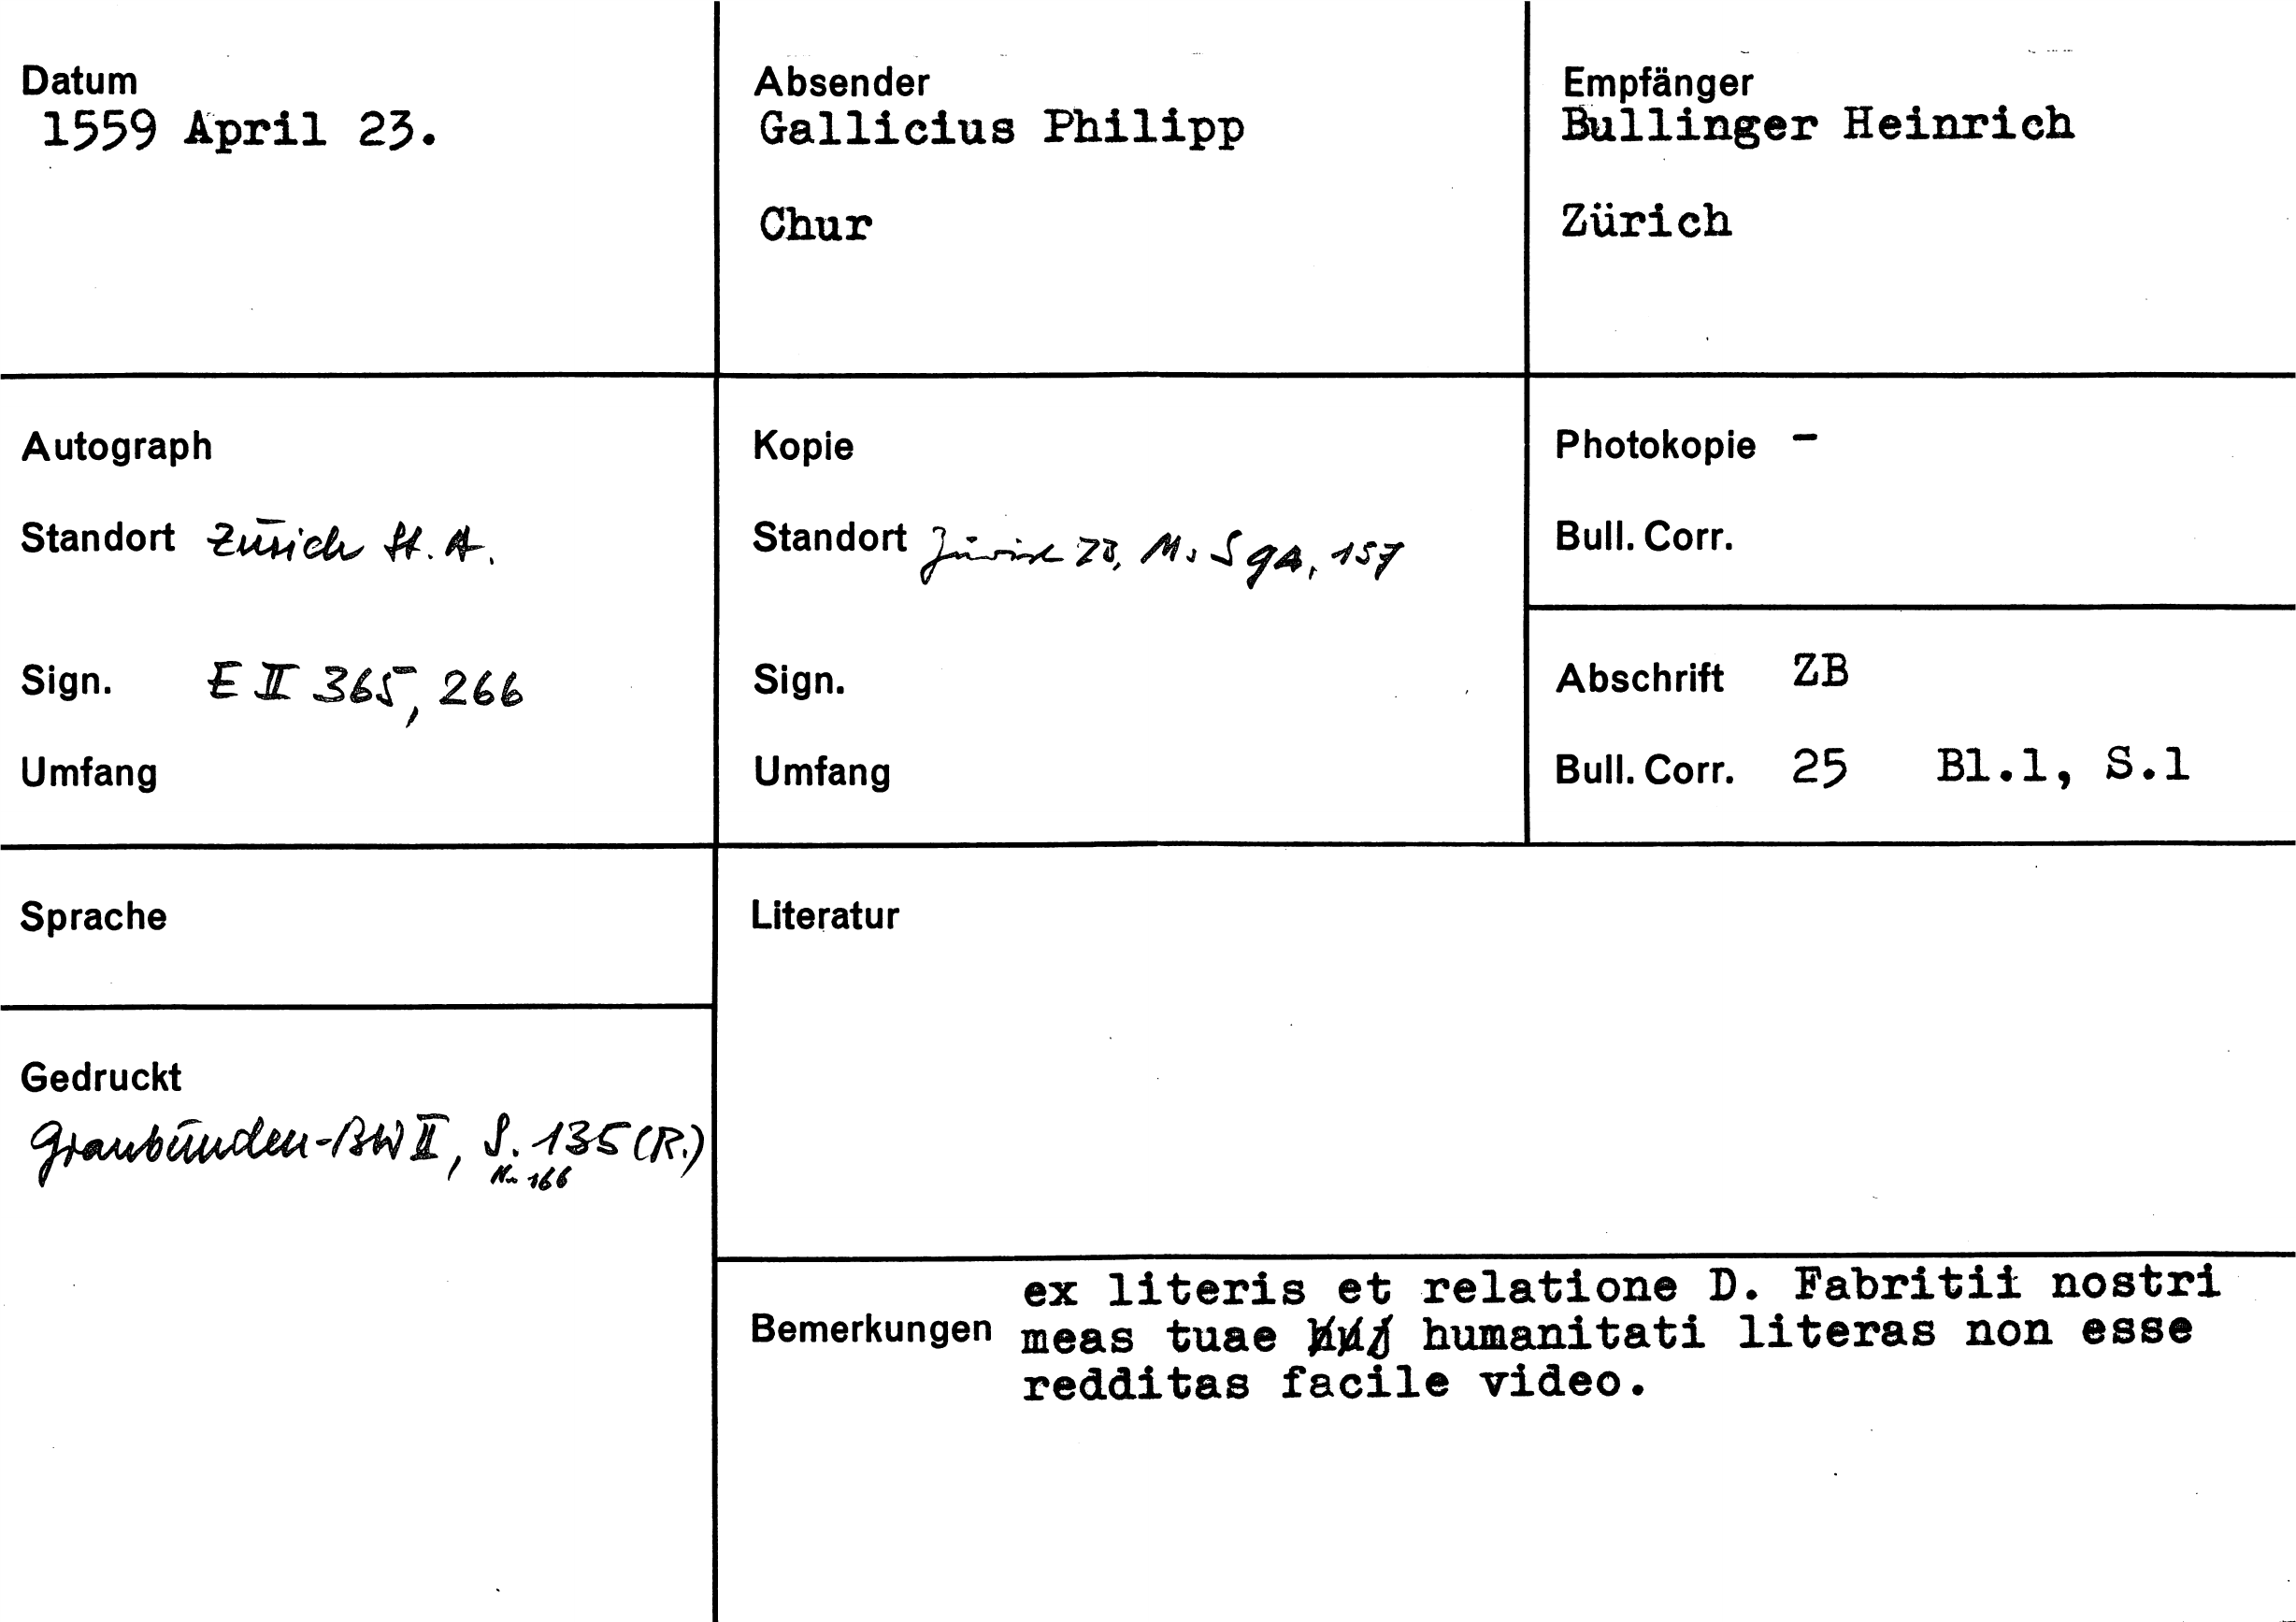 Datum
1559 April 23.
Absender
Gallicius Philipp
Chur
Empfänger
Bullinger Heinrich
Zürich
Autograph
Standort Zürich St. A.
Sign. E II 365, 266
Umfang
Kopie
Standort Zürich ZB, Ms S 94, 157
Sign.
Umfang
Photokopie -
Bull. Corr.
Abschrift ZB
Bull. Corr. 25 Bl.1, S.1
Sprache
Literatur
Gedruckt
Graubünden-BW II, S. 135 (R.)
Nr. 166
Bemerkungen
ex literis et relatione D. Fabritii nostri
meas tuae humanitati literas non esse
redditas facile video.